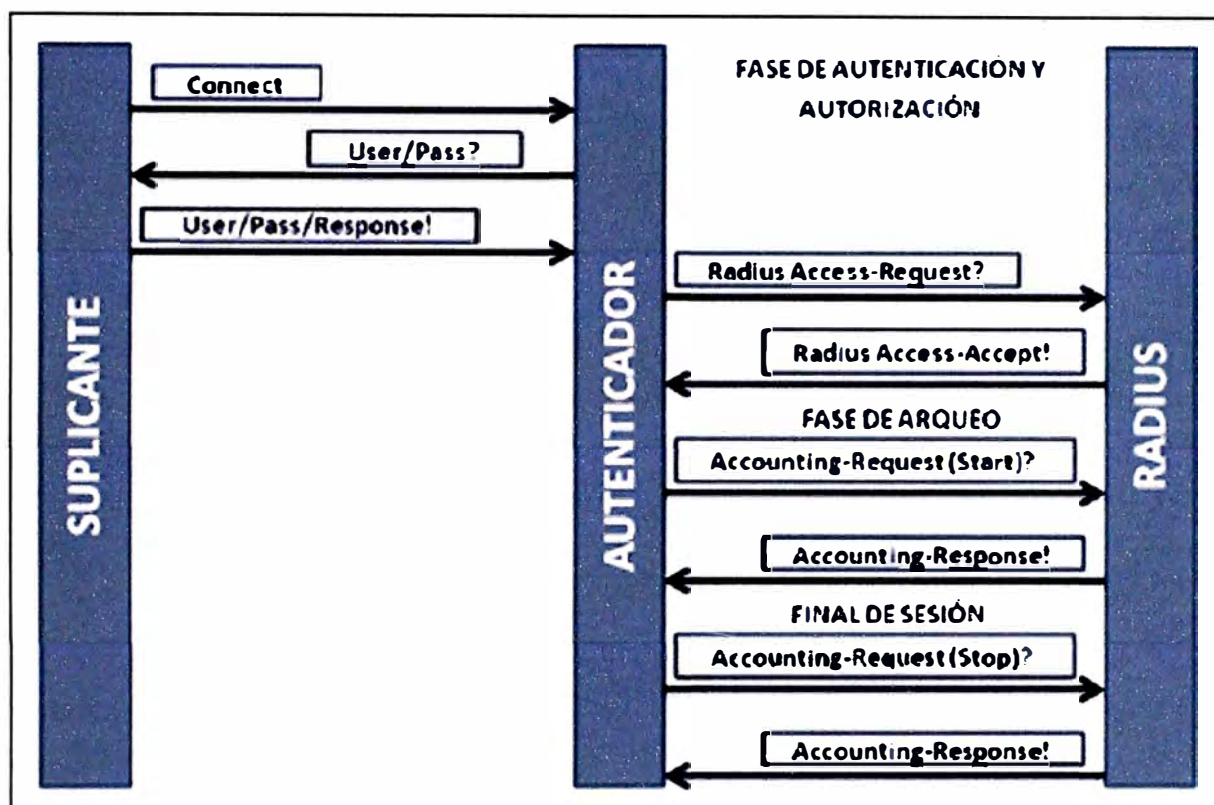 FASE DE AUTENTICACIÓN Y
AUTORIZACIÓN
Connect
User/Pass?
User/Pass/Response!
Radius Access-Request?
Radius Access-Accept!
FASE DE ARQUEO
Accounting-Request(Start)?
Accounting-Response!
FINAL DE SESIÓN
Accounting-Request(Stop)?
Accounting-Response!
SUPLICANTE
AUTENTICADOR
RADIUS